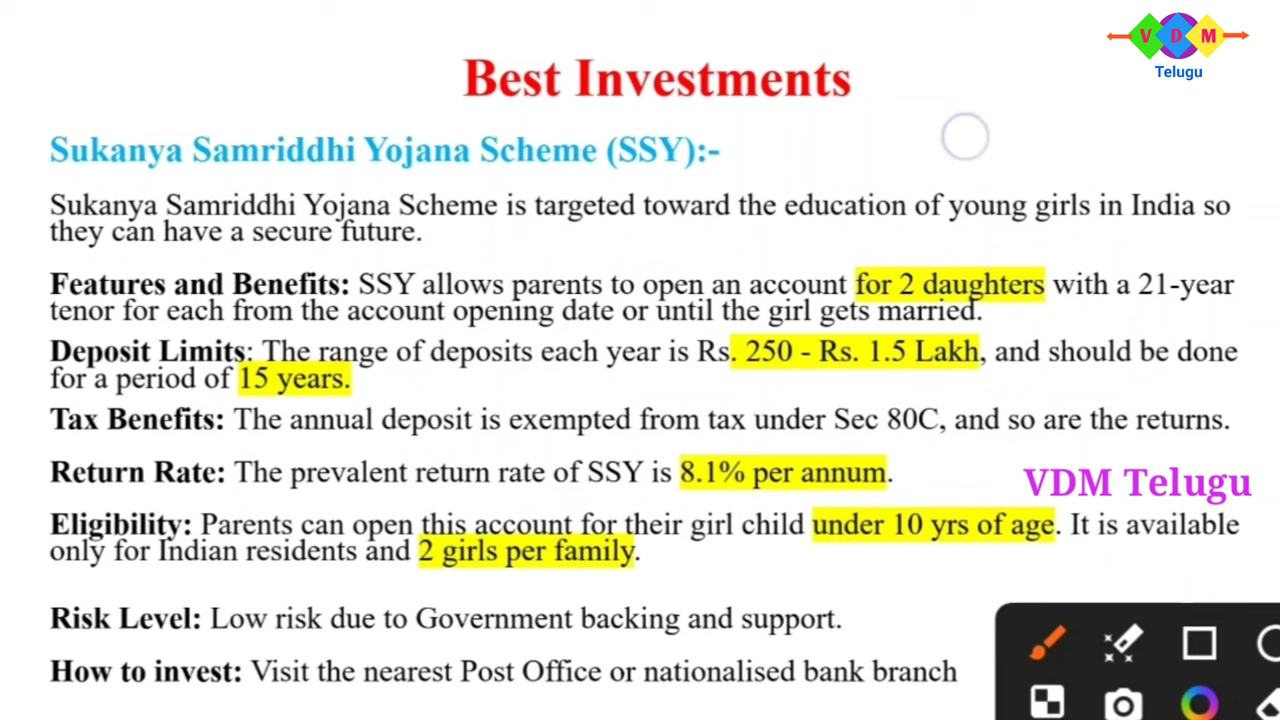 V D M
Telugu
Best Investments
Sukanya Samriddhi Yojana Scheme (SSY):-
Sukanya Samriddhi Yojana Scheme is targeted toward the education of young girls in India so
they can have a secure future.
Features and Benefits: SSY allows parents to open an account for 2 daughters with a 21-year
tenor for each from the account opening date or until the girl gets married.
Deposit Limits: The range of deposits each year is Rs. 250 - Rs. 1.5 Lakh, and should be done
for a period of 15 years.
Tax Benefits: The annual deposit is exempted from tax under Sec 80C, and so are the returns.
Return Rate: The prevalent return rate of SSY is 8.1% per annum.
VDM Telugu
Eligibility: Parents can open this account for their girl child under 10 yrs of age. It is available
only for Indian residents and 2 girls per family.
Risk Level: Low risk due to Government backing and support.
How to invest: Visit the nearest Post Office or nationalised bank branch